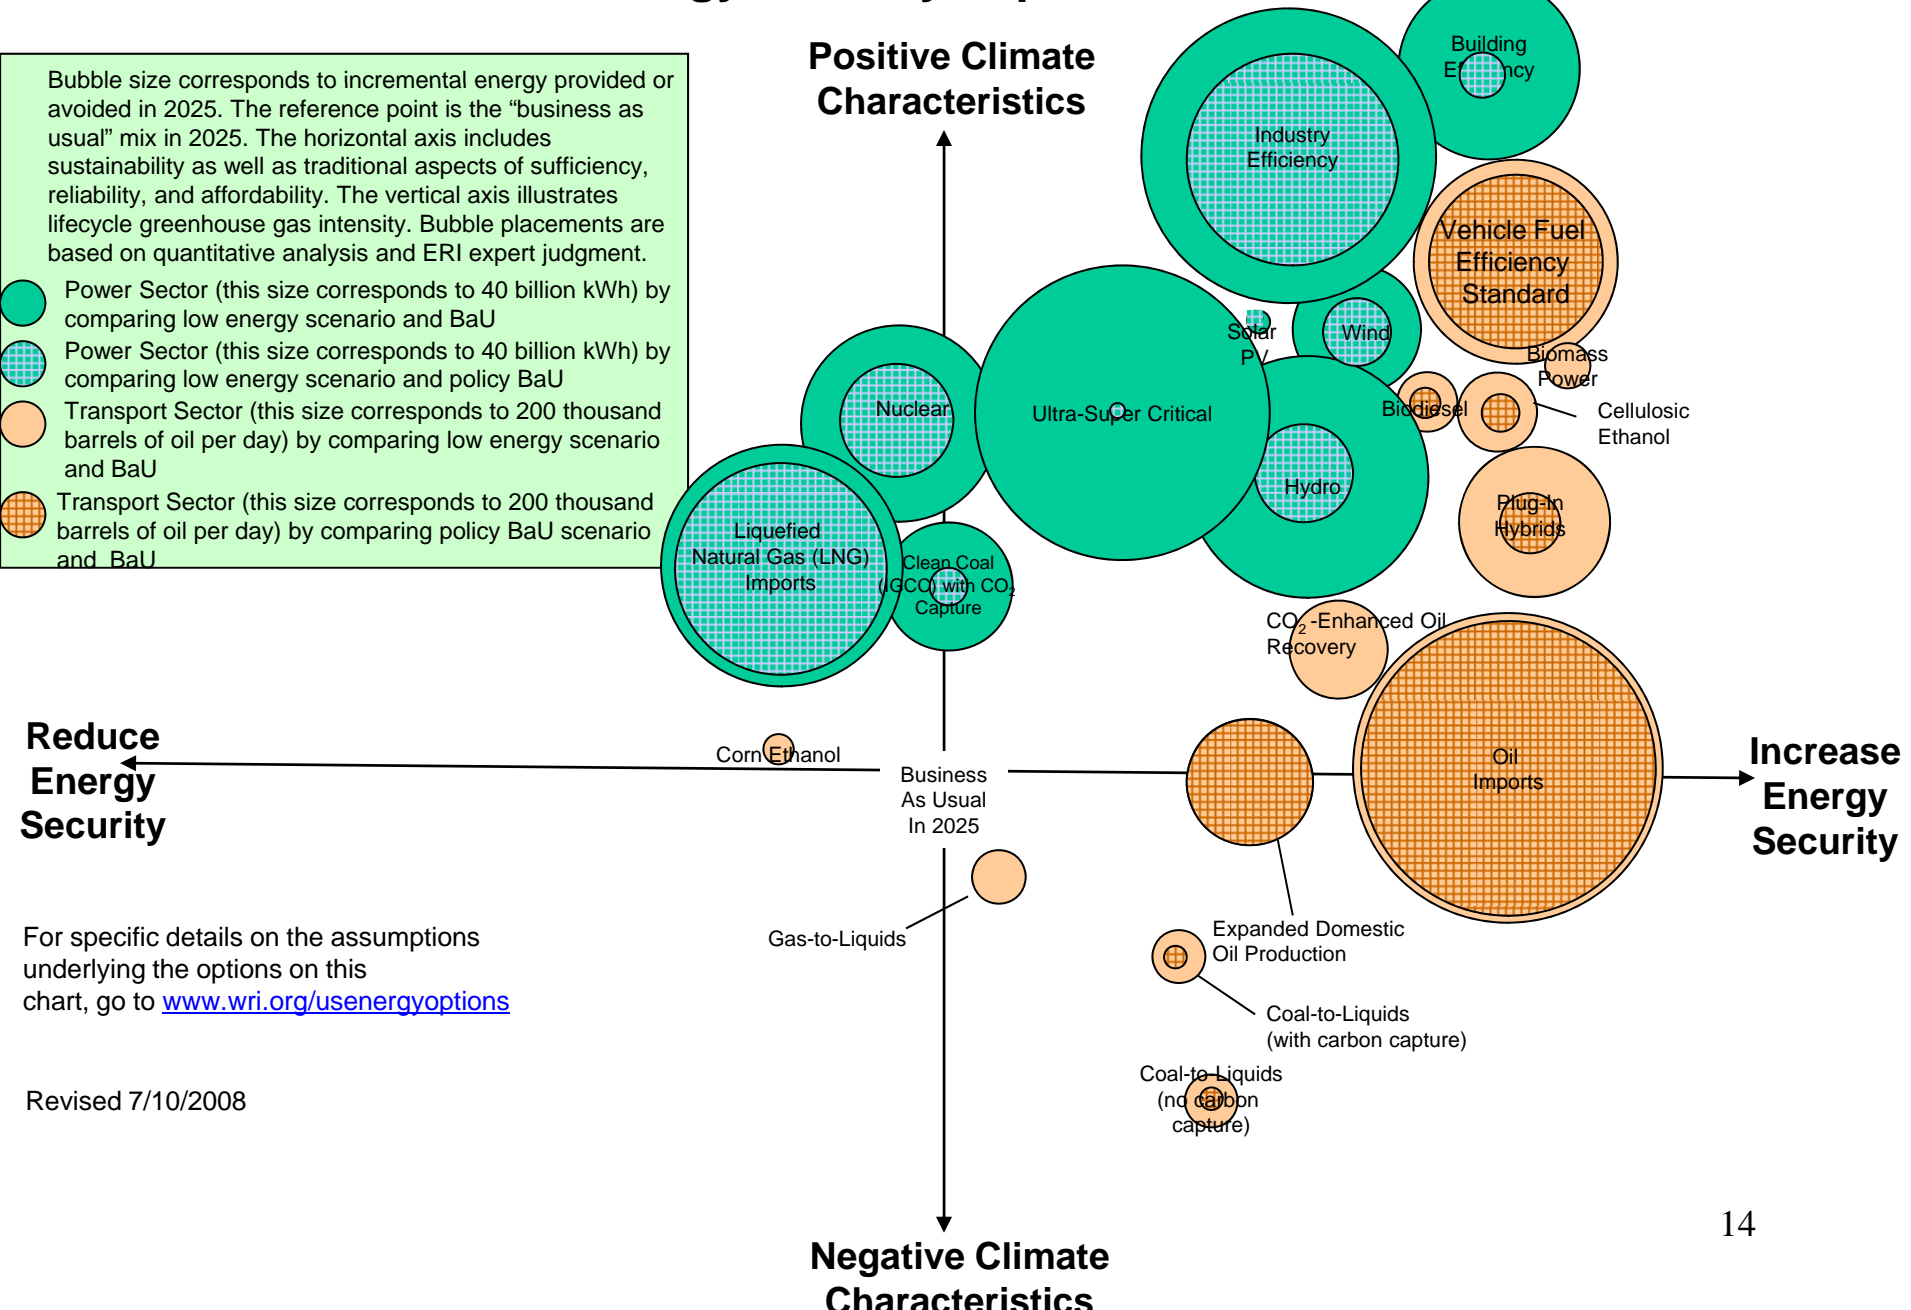 Positive Climate
Characteristics
Bubble size corresponds to incremental energy provided or
avoided in 2025. The reference point is the “business as
usual” mix in 2025. The horizontal axis includes
sustainability as well as traditional aspects of sufficiency,
reliability, and affordability. The vertical axis illustrates
lifecycle greenhouse gas intensity. Bubble placements are
based on quantitative analysis and ERI expert judgment.
Power Sector (this size corresponds to 40 billion kWh) by
comparing low energy scenario and BaU
Power Sector (this size corresponds to 40 billion kWh) by
comparing low energy scenario and policy BaU
Transport Sector (this size corresponds to 200 thousand
barrels of oil per day) by comparing low energy scenario
and BaU
Transport Sector (this size corresponds to 200 thousand
barrels of oil per day) by comparing policy BaU scenario
and BaU
Building
Efficiency
Industry
Efficiency
Vehicle Fuel
Efficiency
Standard
Solar
PV
Wind
Biomass
Power
Nuclear
Ultra-Super Critical
Biodiesel
Cellulosic
Ethanol
Hydro
Plug-In
Hybrids
Liquefied
Natural Gas (LNG)
Imports
Clean Coal
(IGCC) with CO2
Capture
CO2 -Enhanced Oil
Recovery
Reduce
Energy
Security
Corn Ethanol
Business
As Usual
In 2025
Oil
Imports
Increase
Energy
Security
Gas-to-Liquids
Expanded Domestic
Oil Production
Coal-to-Liquids
(with carbon capture)
Coal-to-Liquids
(no carbon
capture)
For specific details on the assumptions
underlying the options on this
chart, go to www.wri.org/usenergyoptions
Revised 7/10/2008
14
Negative Climate
Characteristics